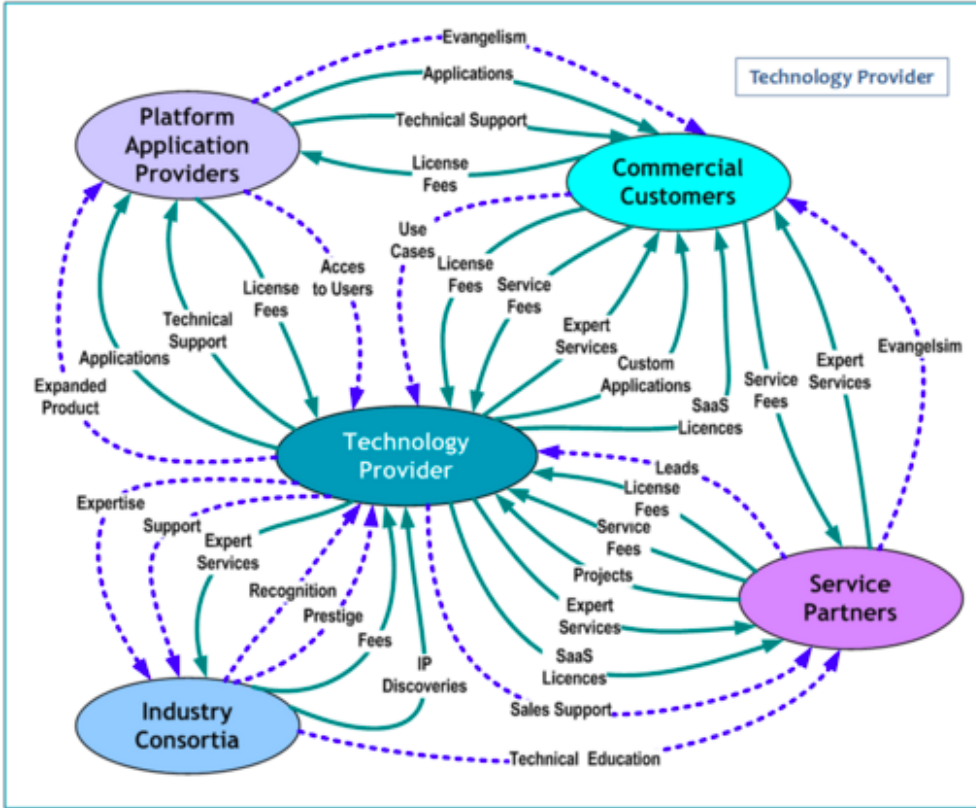 Evangelism
Applications
Technology Provider
Platform
Application
Providers
Technical Support
License
Fees
Commercial
Customers
Use
Cases
License
Fees
Service
Fees
Acces
to Users
License
Fees
Technical
Support
Applications
Expanded
Product
Expert
Services
Custom
Applications
SaaS
Licences
Service
Fees
Expert
Services
Evangelsim
Technology
Provider
Leads
License
Fees
Service
Fees
Projects
Expert
Services
SaaS
Licences
Sales Support
Expertise
Support
Expert
Services
Recognition
Prestige
Fees
IP
Discoveries
Service
Partners
Industry
Consortia
Technical Education